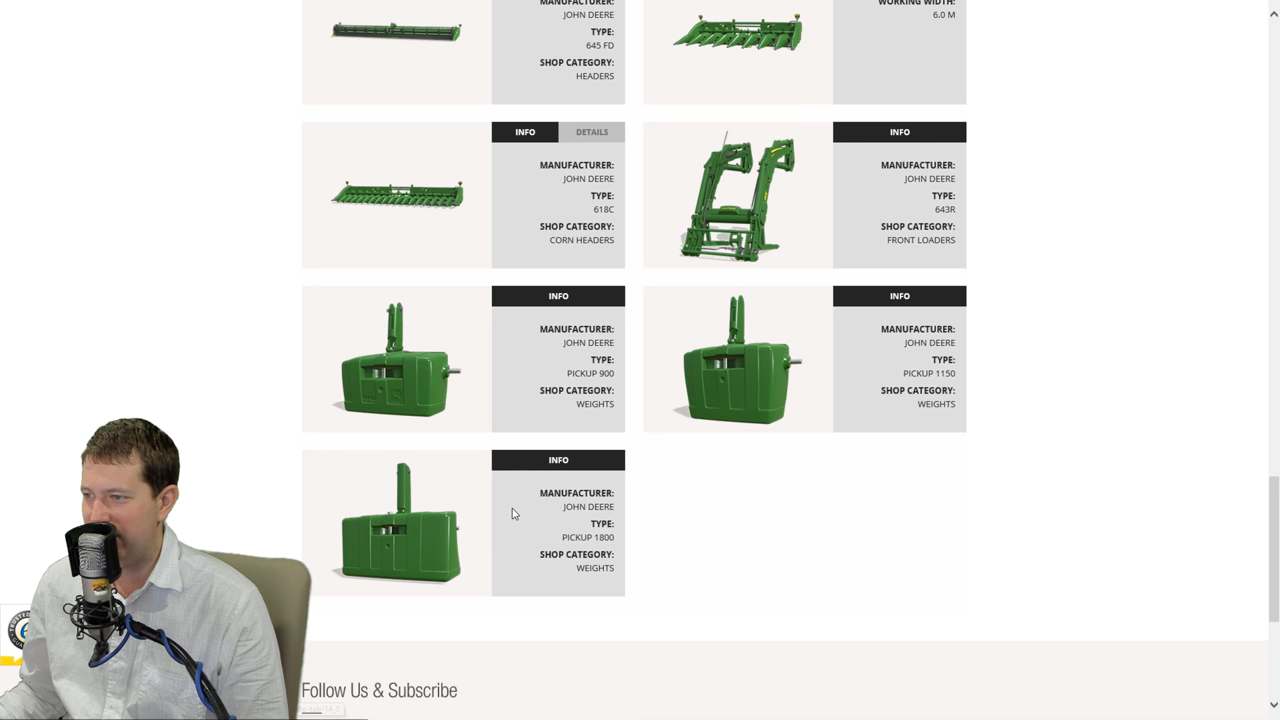 MANUFACTURER:
JOHN DEERE
TYPE:
645 FD
SHOP CATEGORY:
HEADERS
WORKING WIDTH:
6.0 M
INFO
DETAILS
MANUFACTURER:
JOHN DEERE
TYPE:
618C
SHOP CATEGORY:
CORN HEADERS
INFO
MANUFACTURER:
JOHN DEERE
TYPE:
643R
SHOP CATEGORY:
FRONT LOADERS
INFO
MANUFACTURER:
JOHN DEERE
TYPE:
PICKUP 900
SHOP CATEGORY:
WEIGHTS
INFO
MANUFACTURER:
JOHN DEERE
TYPE:
PICKUP 1150
SHOP CATEGORY:
WEIGHTS
INFO
MANUFACTURER:
JOHN DEERE
TYPE:
PICKUP 1800
SHOP CATEGORY:
WEIGHTS
Follow Us & Subscribe